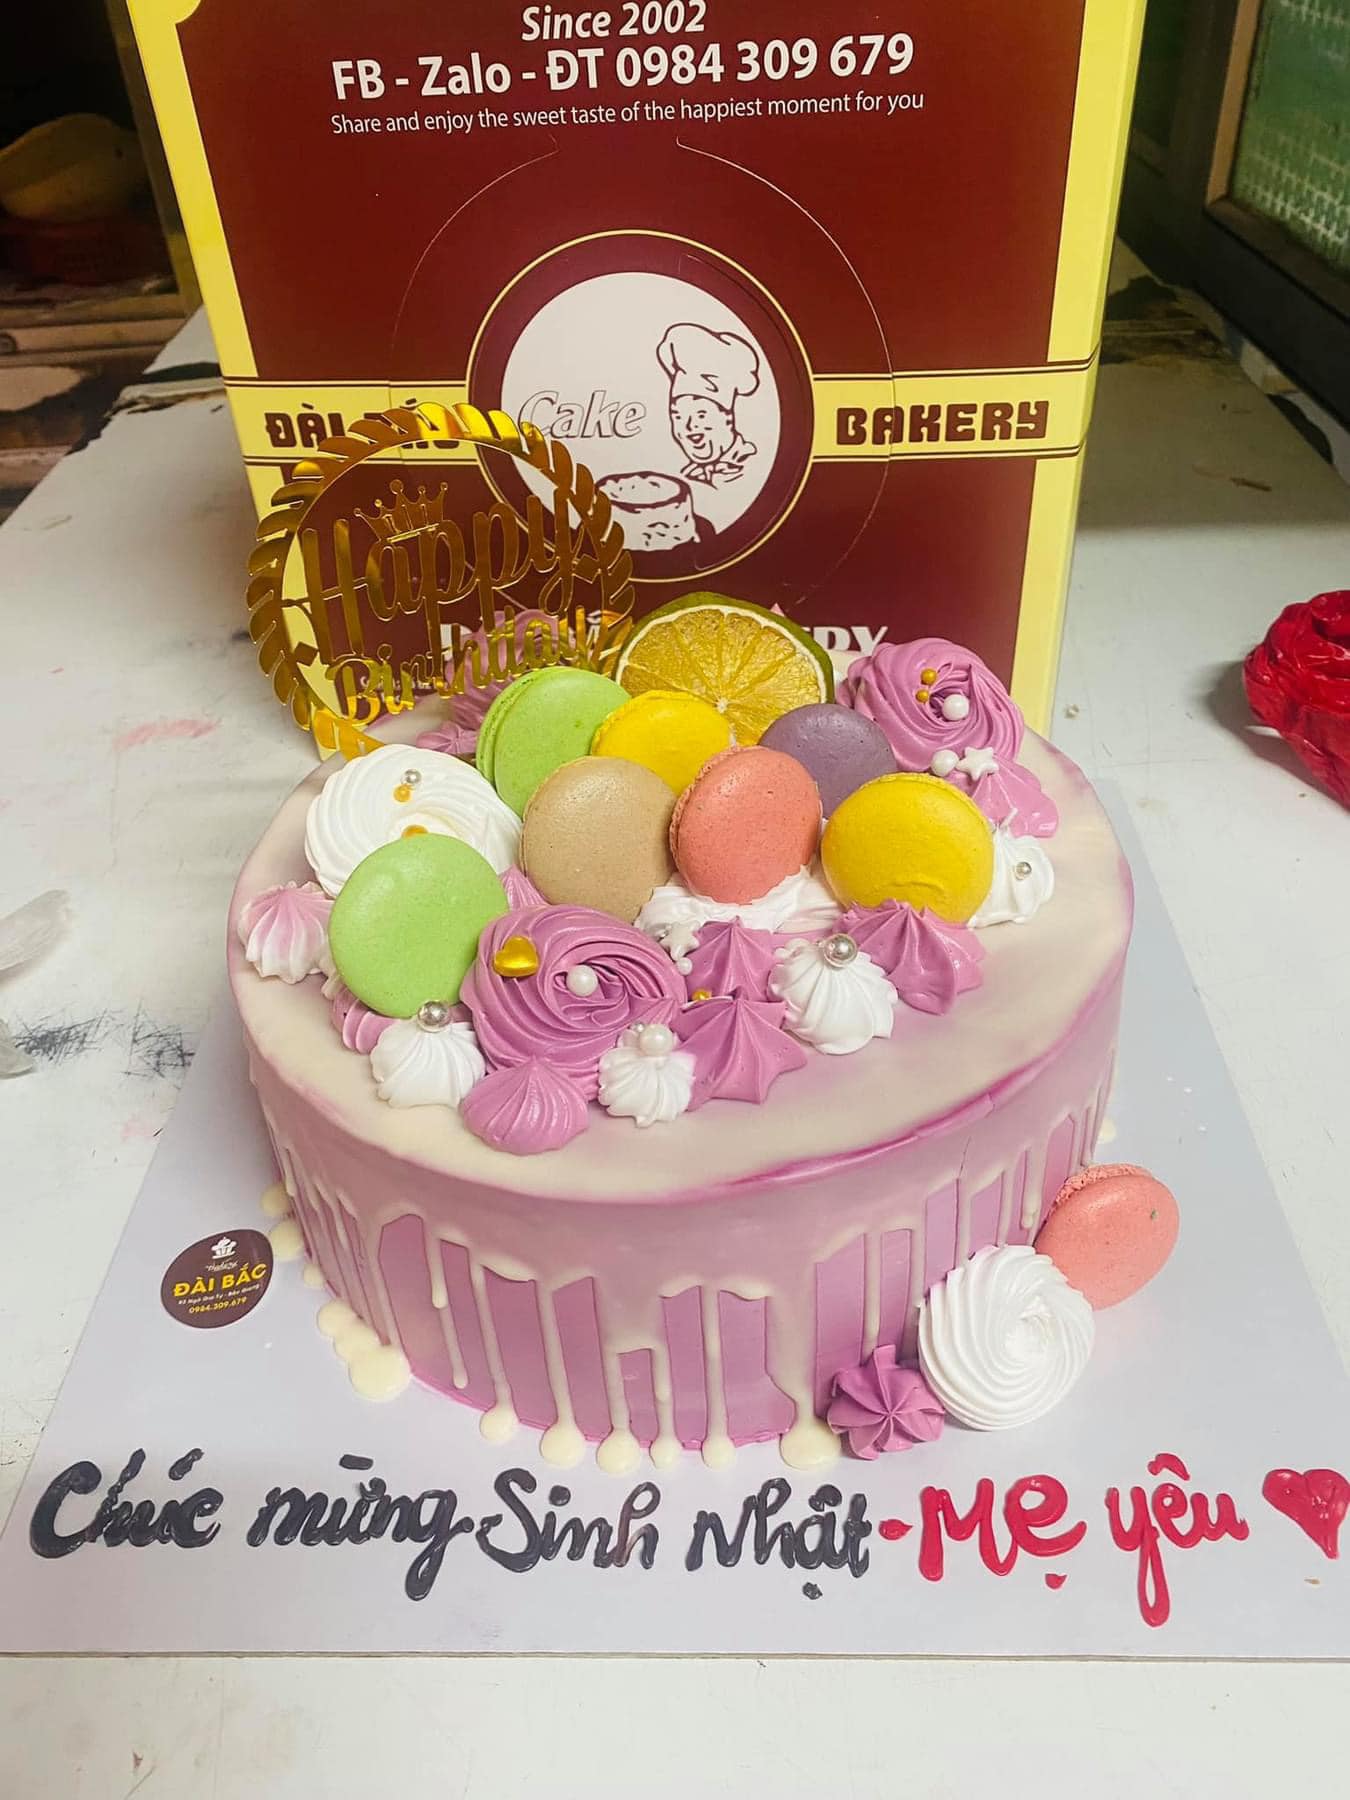 Since 2002
FB - Zalo - ĐT 0984 309 679
Share and enjoy the sweet taste of the happiest moment for you
Cake
ĐÀI BAKERY
Happy
Birthday
ĐÀI BẮC
0984.309.679
Chúc mừng Sinh Nhật - Mẹ yêu